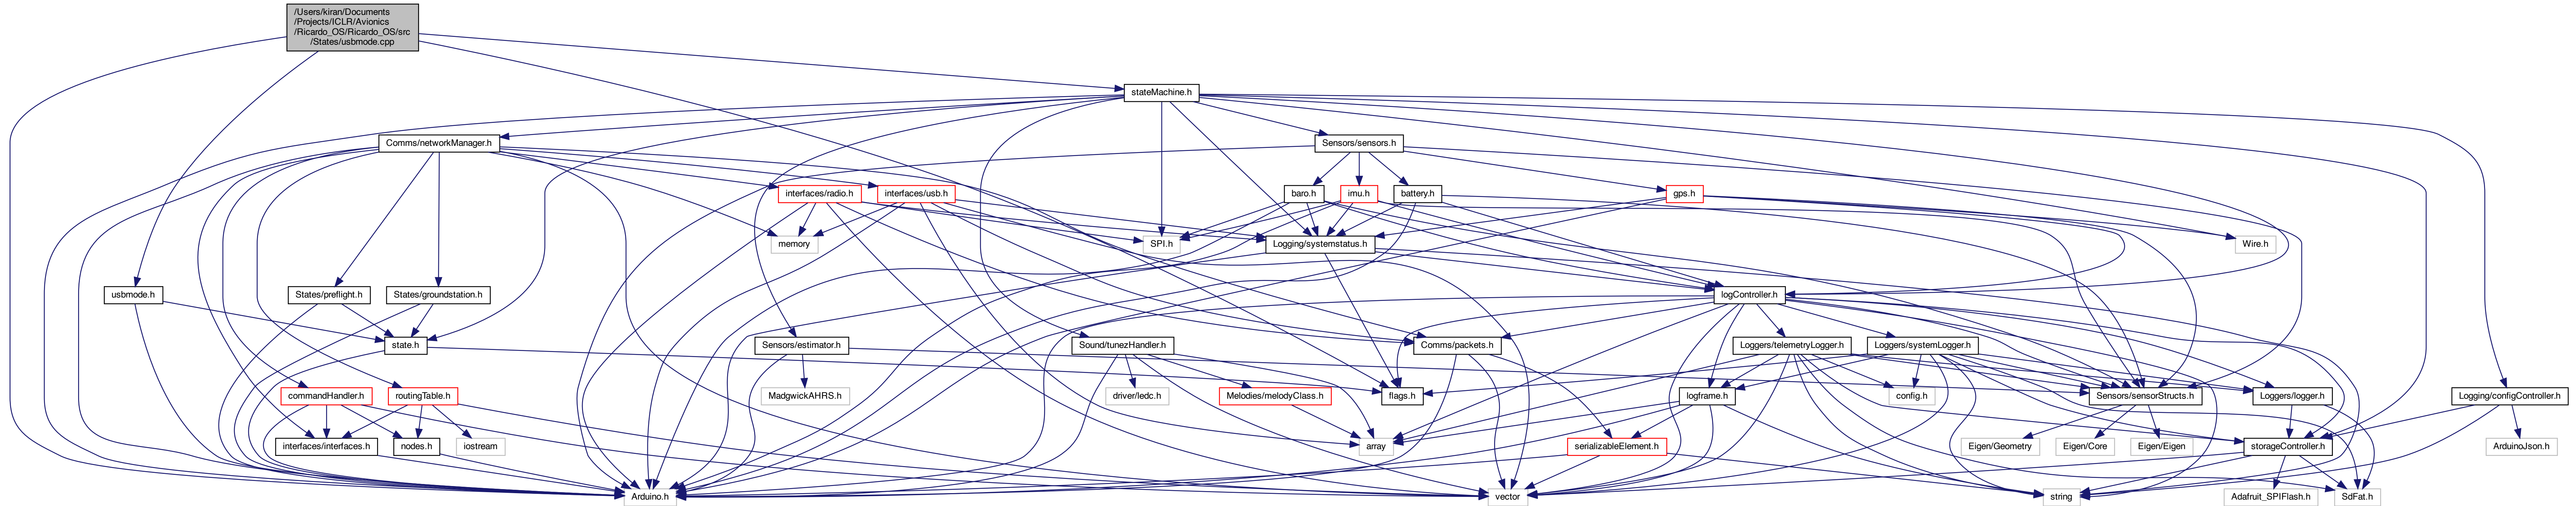 /Users/kiran/Documents
/Projects/ICLR/Avionics
/Ricardo_OS/Ricardo_OS/src
/States/usbmode.cpp
stateMachine.h
Comms/networkManager.h
Sensors/sensors.h
interfaces/radio.h
interfaces/usb.h
baro.h
imu.h
battery.h
gps.h
memory
SPI.h
Logging/systemstatus.h
Wire.h
usbmode.h
States/preflight.h
States/groundstation.h
logController.h
state.h
Sensors/estimator.h
Sound/tunezHandler.h
Comms/packets.h
Loggers/telemetryLogger.h
Loggers/systemLogger.h
commandHandler.h
routingTable.h
MadgwickAHRS.h
driver/ledc.h
Melodies/melodyClass.h
flags.h
logframe.h
config.h
Sensors/sensorStructs.h
Loggers/logger.h
Logging/configController.h
interfaces/interfaces.h
nodes.h
iostream
array
serializableElement.h
Eigen/Geometry
Eigen/Core
Eigen/Eigen
storageController.h
ArduinoJson.h
Arduino.h
vector
string
Adafruit_SPIFlash.h
SdFat.h